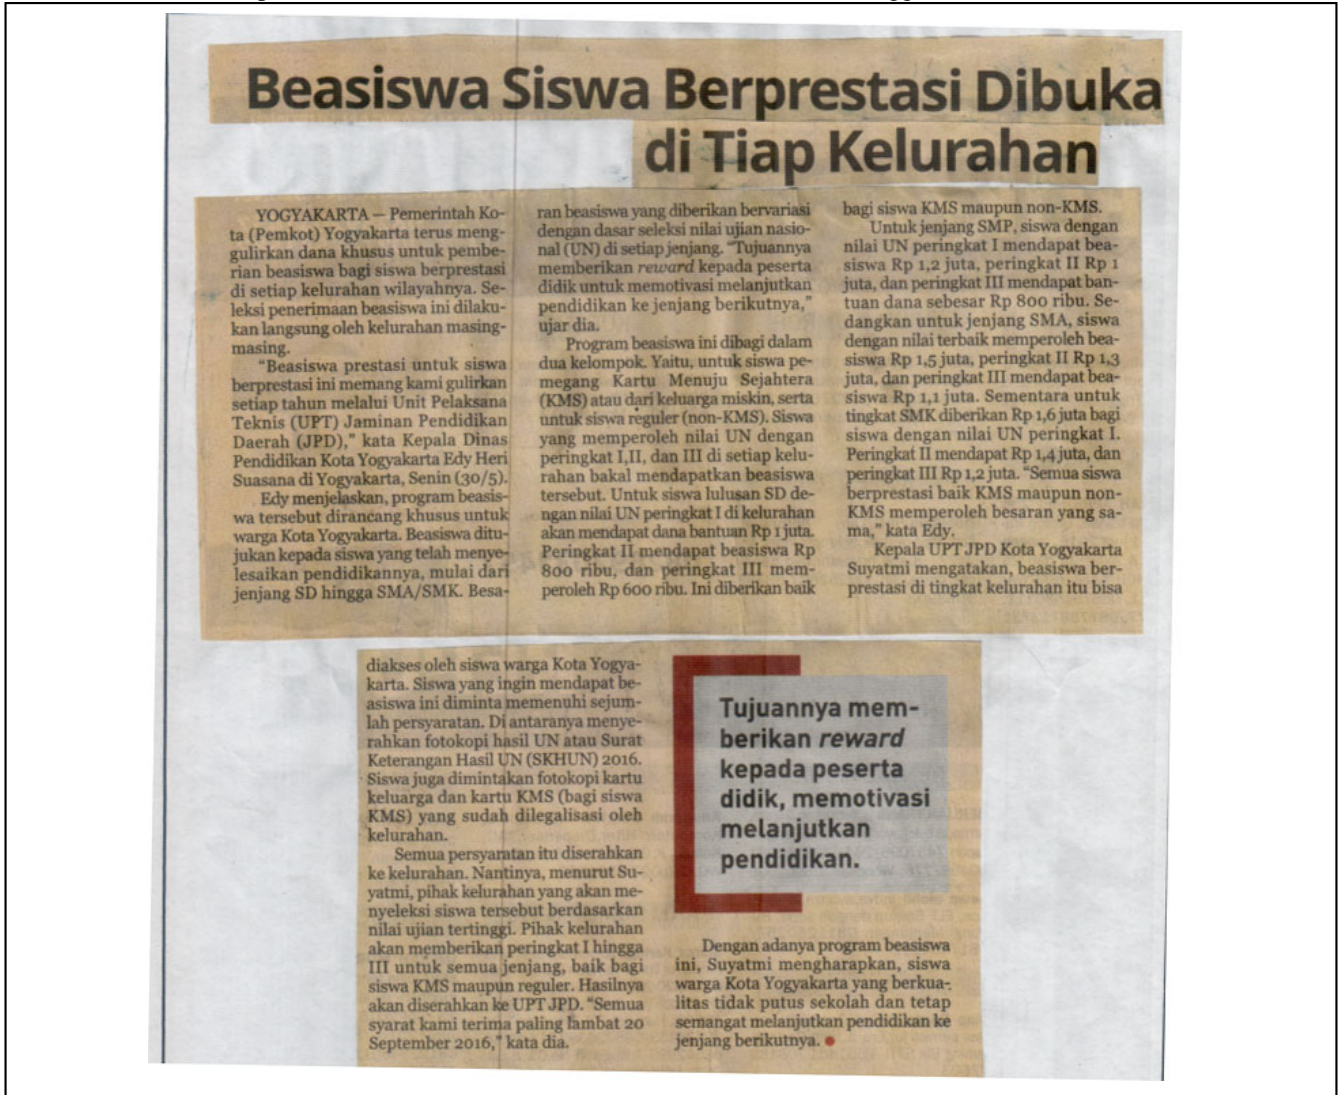 Beasiswa Siswa Berprestasi Dibuka
di Tiap Kelurahan
YOGYAKARTA — Pemerintah Ko-
ta (Pemkot) Yogyakarta terus meng-
gulirkan dana khusus untuk pembe-
rian beasiswa bagi siswa berprestasi
di setiap kelurahan wilayahnya. Se-
leksi penerimaan beasiswa ini dilaku-
kan langsung oleh kelurahan masing-
masing.
"Beasiswa prestasi untuk siswa
berprestasi ini memang kami gulirkan
setiap tahun melalui Unit Pelaksana
Teknis (UPT) Jaminan Pendidikan
Daerah (JPD)," kata Kepala Dinas
Pendidikan Kota Yogyakarta Edy Heri
Suasana di Yogyakarta, Senin (30/5).
Edy menjelaskan, program beasis-
wa tersebut dirancang khusus untuk
warga Kota Yogyakarta. Beasiswa ditu-
jukan kepada siswa yang telah menye-
lesaikan pendidikannya, mulai dari
jenjang SD hingga SMA/SMK. Besa-
ran beasiswa yang diberikan bervariasi
dengan dasar seleksi nilai ujian nasio-
nal (UN) di setiap jenjang. "Tujuannya
memberikan reward kepada peserta
didik untuk memotivasi melanjutkan
pendidikan ke jenjang berikutnya,"
ujar dia.
Program beasiswa ini dibagi dalam
dua kelompok. Yaitu, untuk siswa pe-
megang Kartu Menuju Sejahtera
(KMS) atau dari keluarga miskin, serta
untuk siswa reguler (non-KMS). Siswa
yang memperoleh nilai UN dengan
peringkat I,II, dan III di setiap kelu-
rahan bakal mendapatkan beasiswa
tersebut. Untuk siswa lulusan SD de-
ngan nilai UN peringkat I di kelurahan
akan mendapat dana bantuan Rp 1 juta.
Peringkat II mendapat beasiswa Rp
800 ribu, dan peringkat III mem-
peroleh Rp 600 ribu. Ini diberikan baik
bagi siswa KMS maupun non-KMS.
Untuk jenjang SMP, siswa dengan
nilai UN peringkat I mendapat bea-
siswa Rp 1,2 juta, peringkat II Rp 1
juta, dan peringkat III mendapat ban-
tuan dana sebesar Rp 800 ribu. Se-
dangkan untuk jenjang SMA, siswa
dengan nilai terbaik memperoleh bea-
siswa Rp 1,5 juta, peringkat II Rp 1,3
juta, dan peringkat III mendapat bea-
siswa Rp 1,1 juta. Sementara untuk
tingkat SMK diberikan Rp 1,6 juta bagi
siswa dengan nilai UN peringkat I.
Peringkat II mendapat Rp 1,4 juta, dan
peringkat III Rp 1,2 juta. "Semua siswa
berprestasi baik KMS maupun non-
KMS memperoleh besaran yang sa-
ma," kata Edy.
Kepala UPT JPD Kota Yogyakarta
Suyatmi mengatakan, beasiswa ber-
prestasi di tingkat kelurahan itu bisa
diakses oleh siswa warga Kota Yogya-
karta. Siswa yang ingin mendapat be-
asiswa ini diminta memenuhi sejum-
lah persyaratan. Di antaranya menye-
rahkan fotokopi hasil UN atau Surat
Keterangan Hasil UN (SKHUN) 2016.
Siswa juga dimintakan fotokopi kartu
keluarga dan kartu KMS (bagi siswa
KMS) yang sudah dilegalisasi oleh
kelurahan.
Semua persyaratan itu diserahkan
ke kelurahan. Nantinya, menurut Su-
yatmi, pihak kelurahan yang akan me-
nyeleksi siswa tersebut berdasarkan
nilai ujian tertinggi. Pihak kelurahan
akan memberikan peringkat I hingga
III untuk semua jenjang, baik bagi
siswa KMS maupun reguler. Hasilnya
akan diserahkan ke UPT JPD. "Semua
syarat kami terima paling lambat 20
September 2016," kata dia.
Tujuannya mem-
berikan reward
kepada peserta
didik, memotivasi
melanjutkan
pendidikan.
Dengan adanya program beasiswa
ini, Suyatmi mengharapkan, siswa
warga Kota Yogyakarta yang berkua-
litas tidak putus sekolah dan tetap
semangat melanjutkan pendidikan ke
jenjang berikutnya.